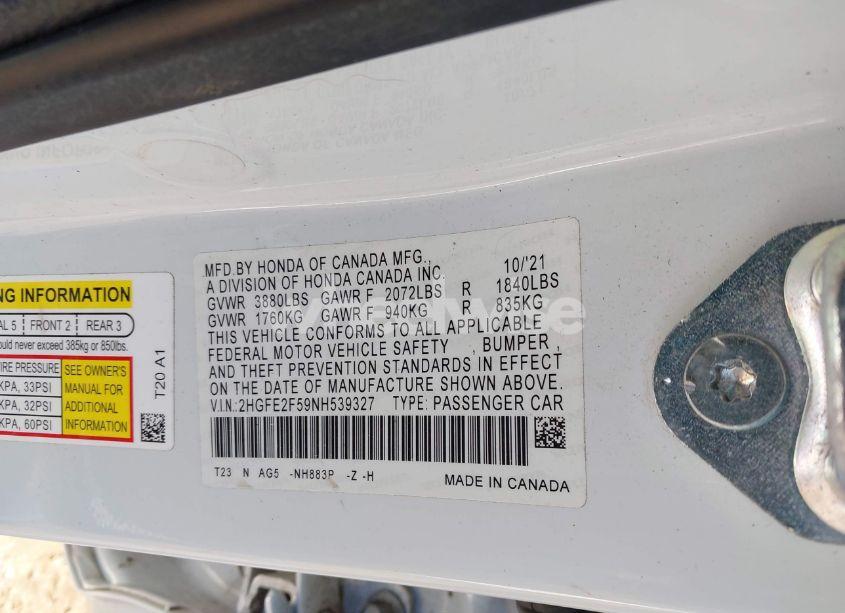 MFD.BY HONDA OF CANADA MFG.,
A DIVISION OF HONDA CANADA INC. 10/'21
GVWR 3880LBS GAWR F 2072LBS R 1840LBS
GVWR 1760KG GAWR F 940KG R 835KG
THIS VEHICLE CONFORMS TO ALL APPLICABLE
FEDERAL MOTOR VEHICLE SAFETY , BUMPER ,
AND THEFT PREVENTION STANDARDS IN EFFECT
ON THE DATE OF MANUFACTURE SHOWN ABOVE.
V.I.N.:2HGFE2F59NH539327 TYPE: PASSENGER CAR
T23 N AG5 -NH883P -Z -H
MADE IN CANADA
NG INFORMATION
AL 5 FRONT 2 REAR 3
ould never exceed 385kg or 850lbs.
IRE PRESSURE
KPA, 33PSI
KPA, 32PSI
KPA, 60PSI
SEE OWNER'S
MANUAL FOR
ADDITIONAL
INFORMATION
T20 A1